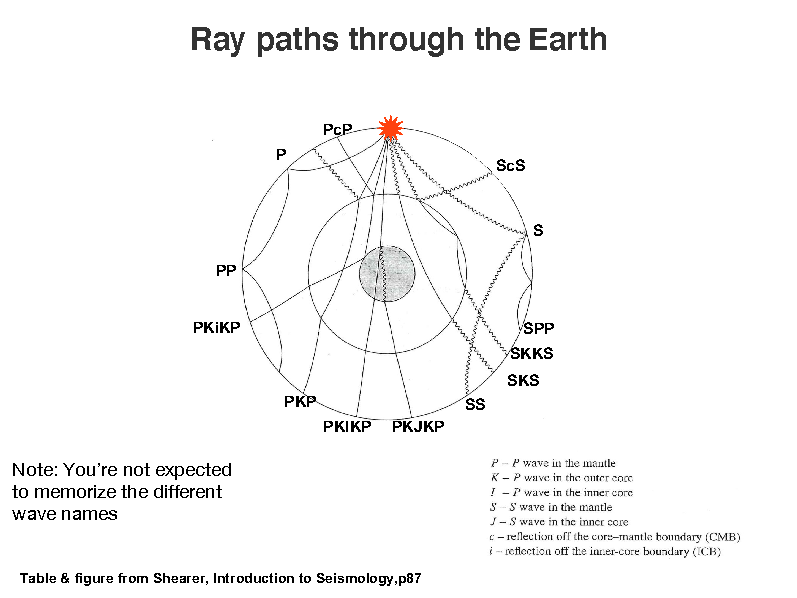 Ray paths through the Earth
PcP
P
ScS
S
PP
PKiKP
SPP
SKKS
SKS
PKP
SS
PKIKP
PKJKP
Note: You're not expected
to memorize the different
wave names
P – P wave in the mantle
K – P wave in the outer core
I – P wave in the inner core
S – S wave in the mantle
J – S wave in the inner core
c – reflection off the core–mantle boundary (CMB)
i – reflection off the inner-core boundary (ICB)
Table & figure from Shearer, Introduction to Seismology,p87